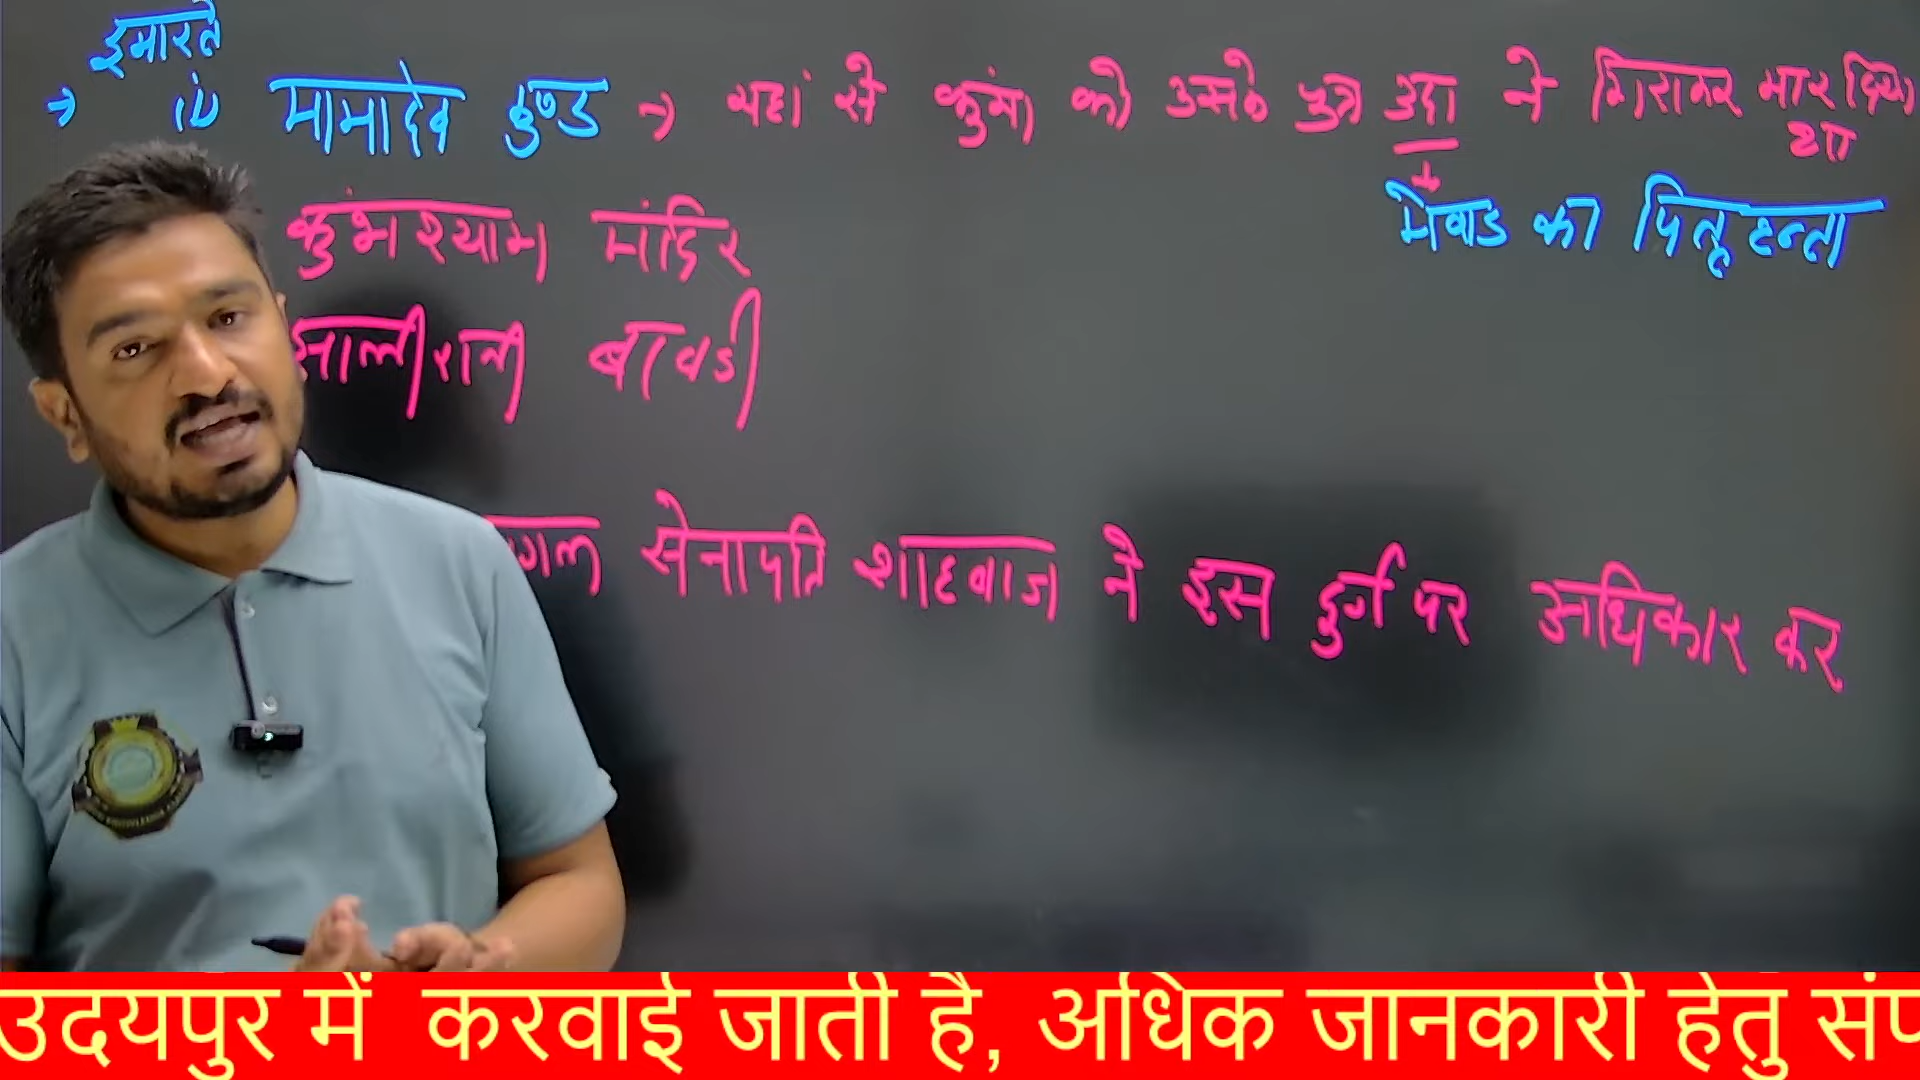 इमारते
→ (i) मामादेव कुण्ड → यहां से कुंभा को उसके पुत्र उदा ने गिराकर मार दिया था
मेवाड का पितृहन्ता
कुंभश्याम मंदिर
झालीरानी बावडी
सेनापति शाहबाज ने इस दुर्ग पर अधिकार कर
उदयपुर में करवाई जाती है, अधिक जानकारी हेतु